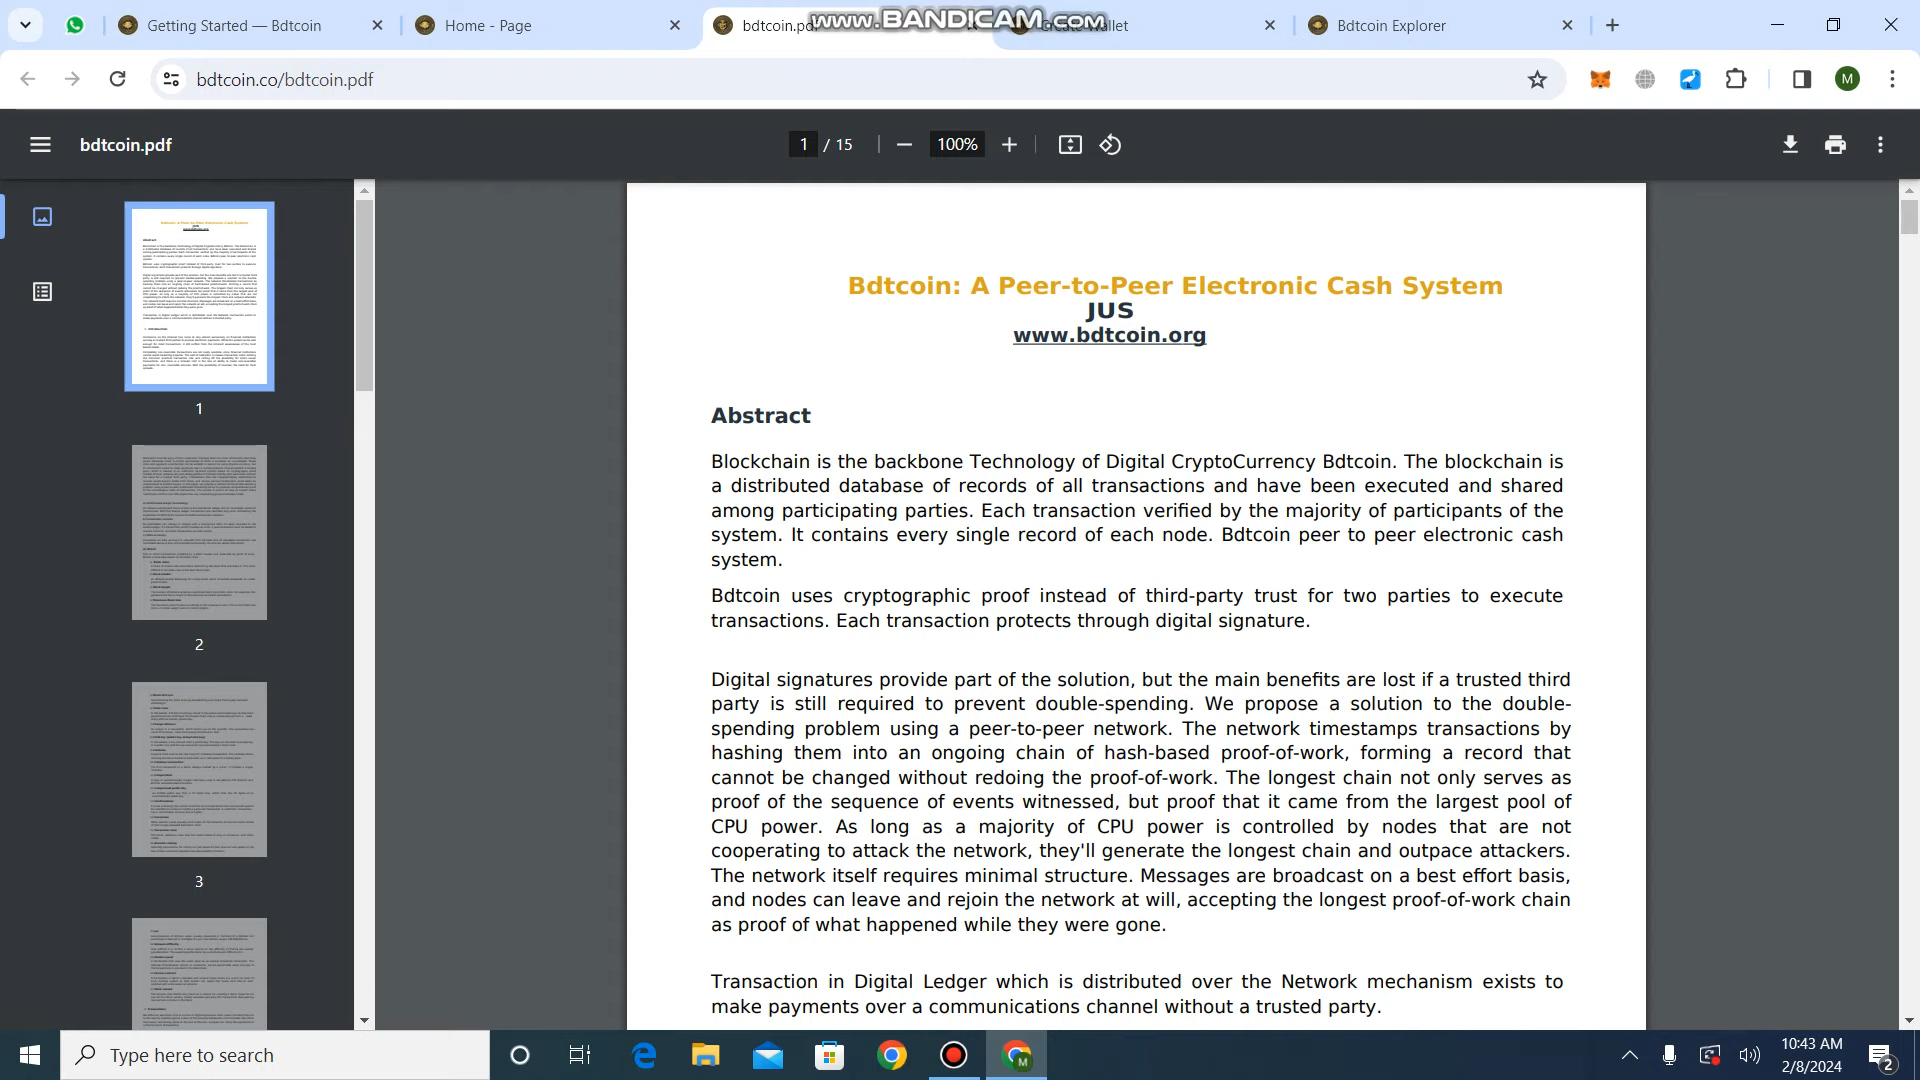 Getting Started — Bdtcoin
Home - Page
bdtcoin.pd
www.BANDICAM.com
Create Wallet
Bdtcoin Explorer
bdtcoin.co/bdtcoin.pdf
M
bdtcoin.pdf
1 / 15
100%
1
2
3
Bdtcoin: A Peer-to-Peer Electronic Cash System
JUS
www.bdtcoin.org
Abstract
Blockchain is the backbone Technology of Digital CryptoCurrency Bdtcoin. The blockchain is
a distributed database of records of all transactions and have been executed and shared
among participating parties. Each transaction verified by the majority of participants of the
system. It contains every single record of each node. Bdtcoin peer to peer electronic cash
system.
Bdtcoin uses cryptographic proof instead of third-party trust for two parties to execute
transactions. Each transaction protects through digital signature.
Digital signatures provide part of the solution, but the main benefits are lost if a trusted third
party is still required to prevent double-spending. We propose a solution to the double-
spending problem using a peer-to-peer network. The network timestamps transactions by
hashing them into an ongoing chain of hash-based proof-of-work, forming a record that
cannot be changed without redoing the proof-of-work. The longest chain not only serves as
proof of the sequence of events witnessed, but proof that it came from the largest pool of
CPU power. As long as a majority of CPU power is controlled by nodes that are not
cooperating to attack the network, they'll generate the longest chain and outpace attackers.
The network itself requires minimal structure. Messages are broadcast on a best effort basis,
and nodes can leave and rejoin the network at will, accepting the longest proof-of-work chain
as proof of what happened while they were gone.
Transaction in Digital Ledger which is distributed over the Network mechanism exists to
make payments over a communications channel without a trusted party.
Type here to search
M
10:43 AM
2/8/2024
2